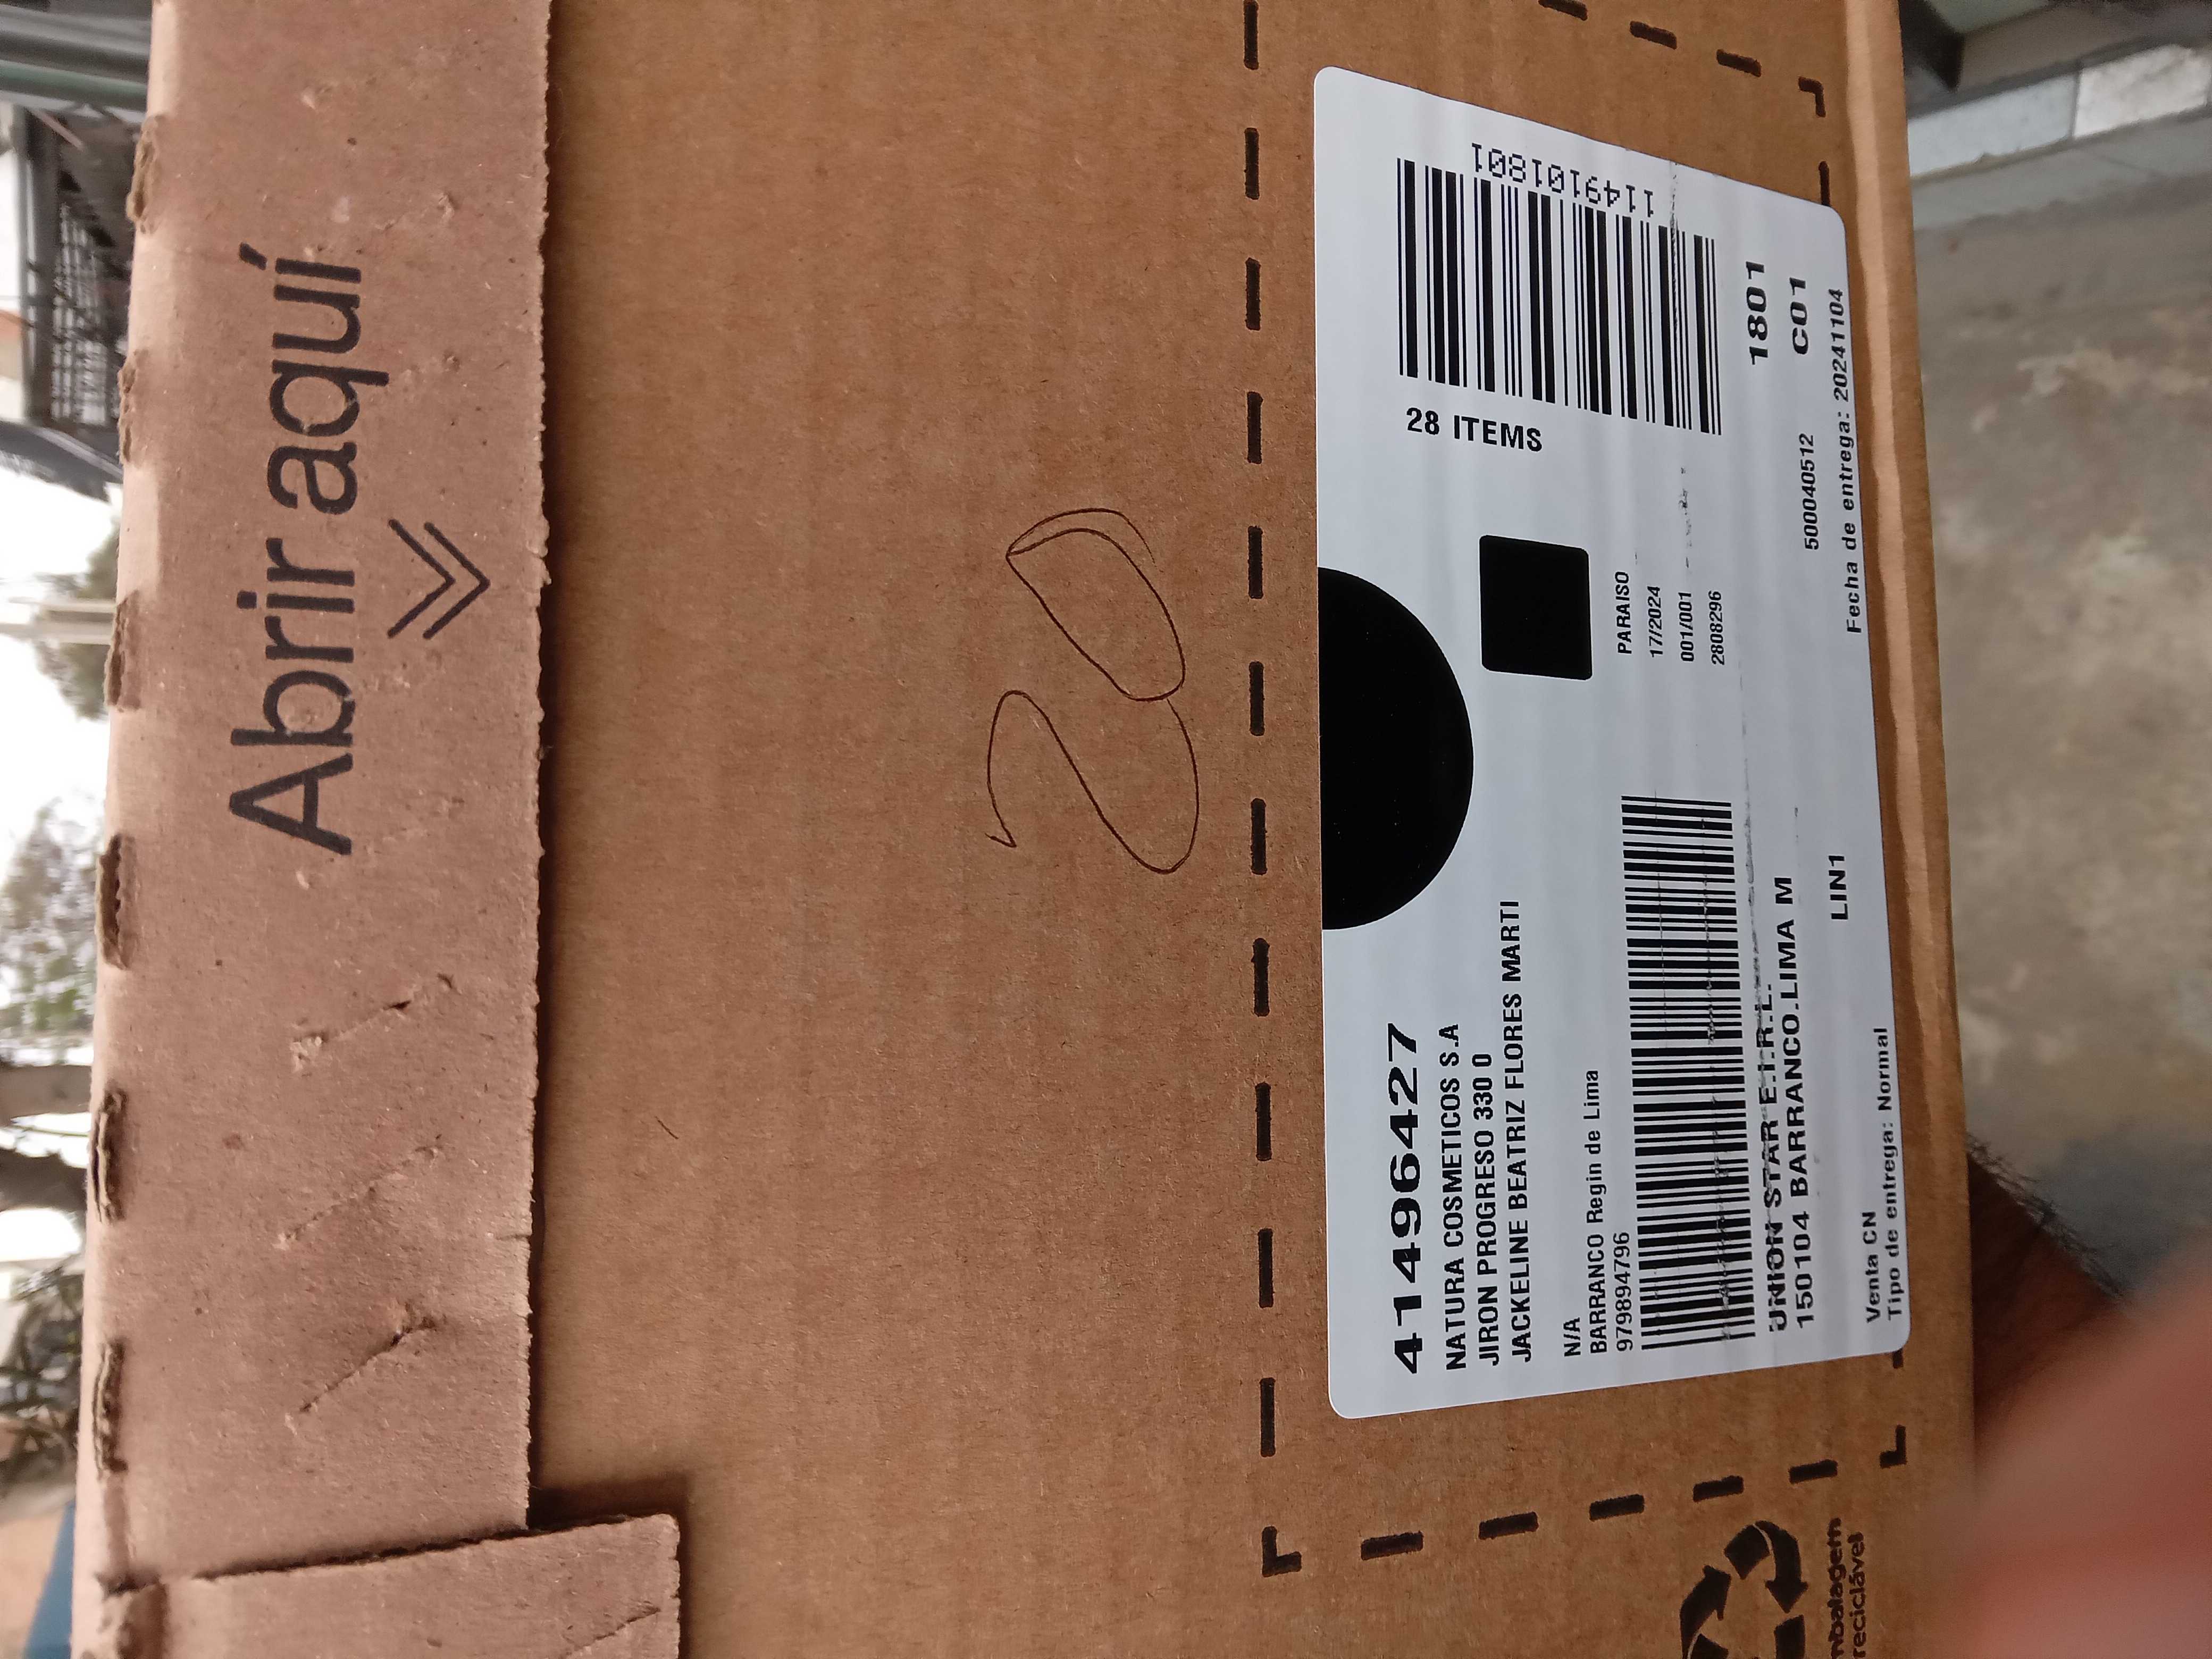 Abrir aquí
20
41496427
NATURA COSMETICOS S.A
JIRON PROGRESO 330 0
JACKELINE BEATRIZ FLORES MARTI
N/A
BARRANCO Regin de Lima
979894796
UNION STAR E.I.R.L.
150104 BARRANCO.LIMA M
LIN1
Venta CN
Tipo de entrega: Normal
28 ITEMS
PARAISO
17/2024
001/001
2808296
1149101801
1801
C01
500040512
Fecha de entrega: 20241104
reciclável